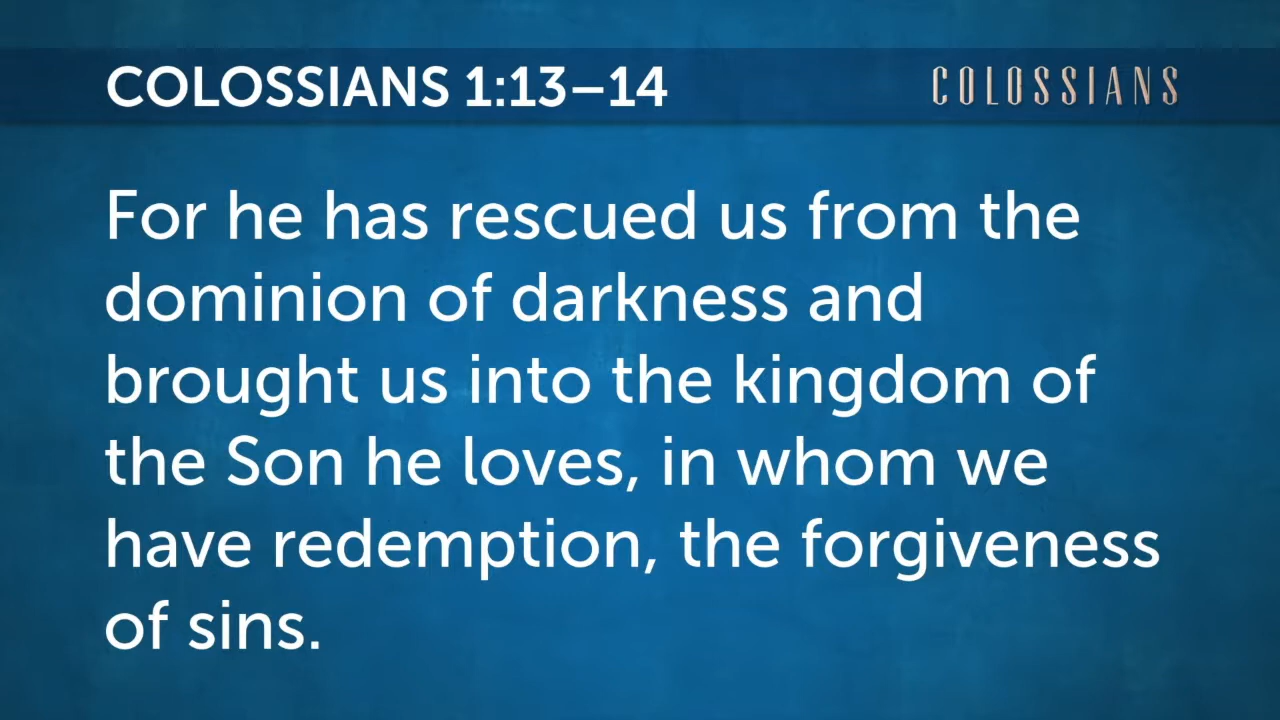 COLOSSIANS 1:13–14
COLOSSIANS
For he has rescued us from the
dominion of darkness and
brought us into the kingdom of
the Son he loves, in whom we
have redemption, the forgiveness
of sins.